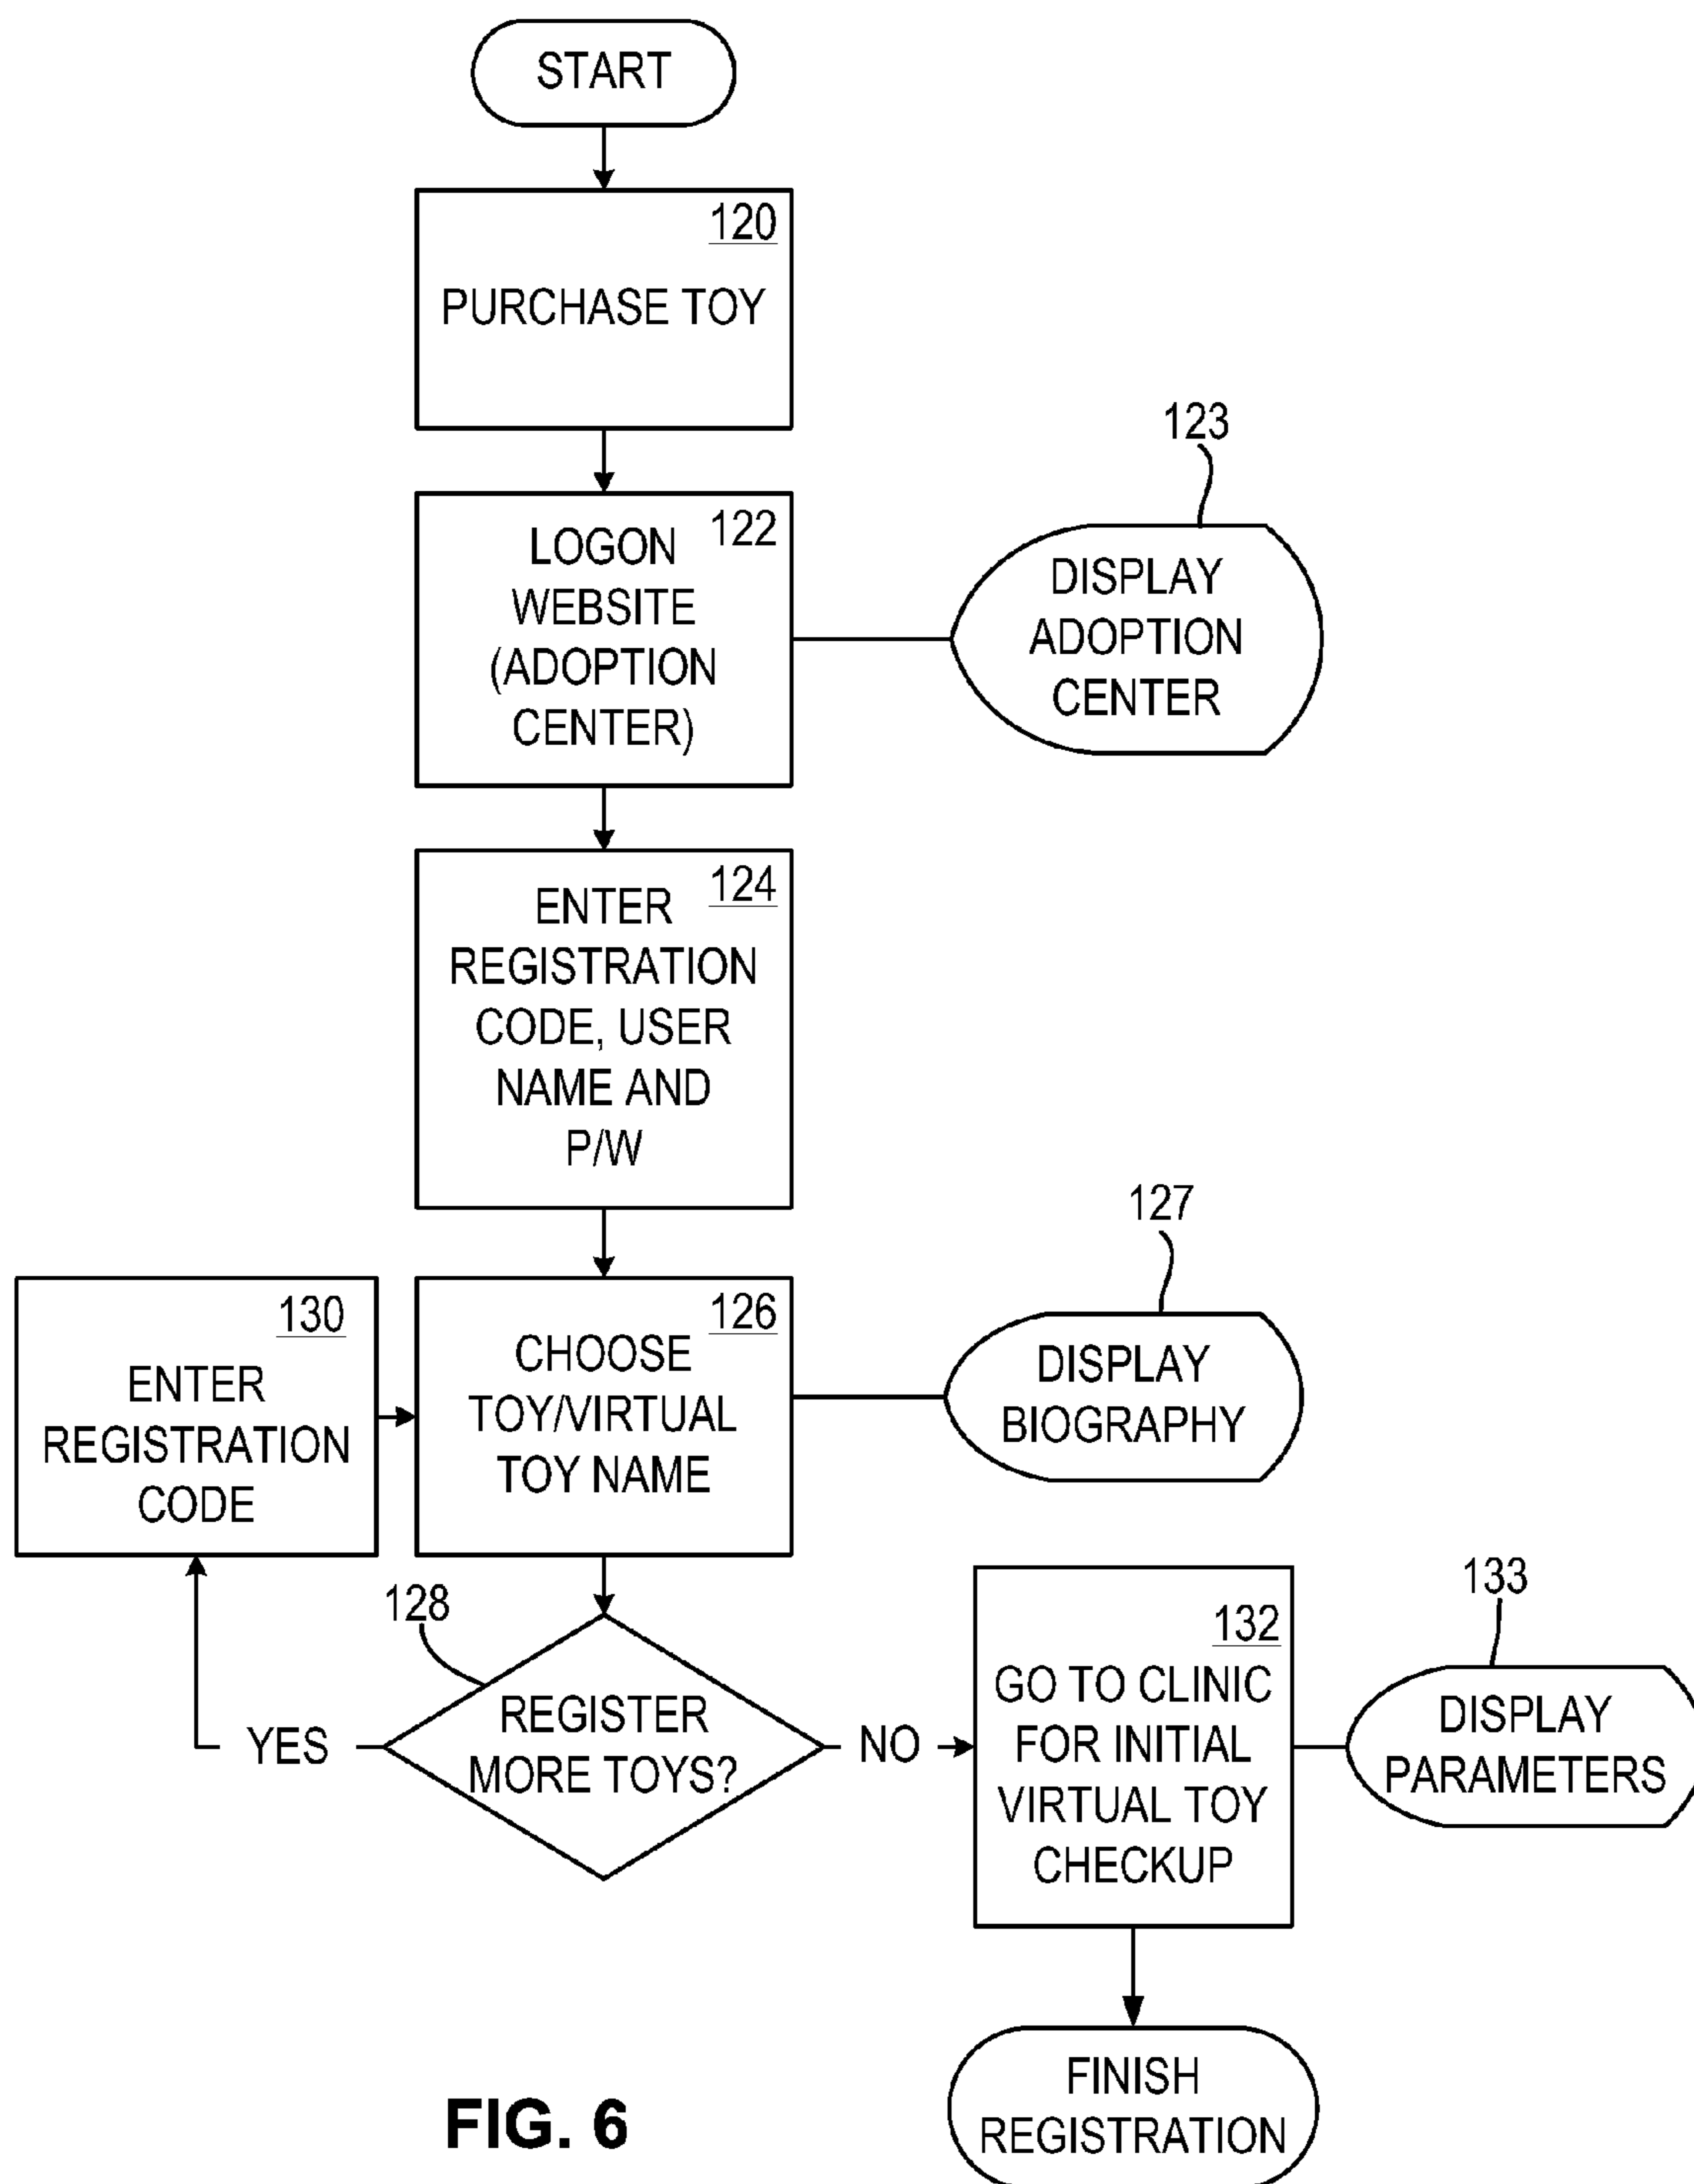 START
120
PURCHASE TOY
123
122
LOGON
WEBSITE
(ADOPTION
CENTER)
DISPLAY
ADOPTION
CENTER
124
ENTER
REGISTRATION
CODE, USER
NAME AND
P/W
127
130
ENTER
REGISTRATION
CODE
126
CHOOSE
TOY/VIRTUAL
TOY NAME
DISPLAY
BIOGRAPHY
128
REGISTER
MORE TOYS?
YES
NO
132
GO TO CLINIC
FOR INITIAL
VIRTUAL TOY
CHECKUP
133
DISPLAY
PARAMETERS
FINISH
REGISTRATION
FIG. 6